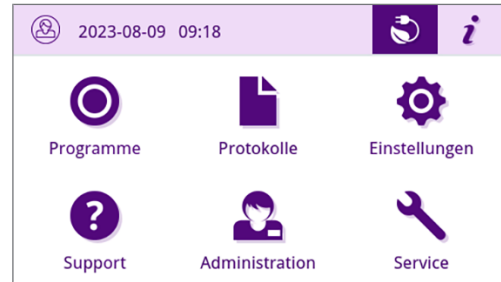 2023-08-09 09:18 i
Programme Protokolle Einstellungen
?
Support Administration Service